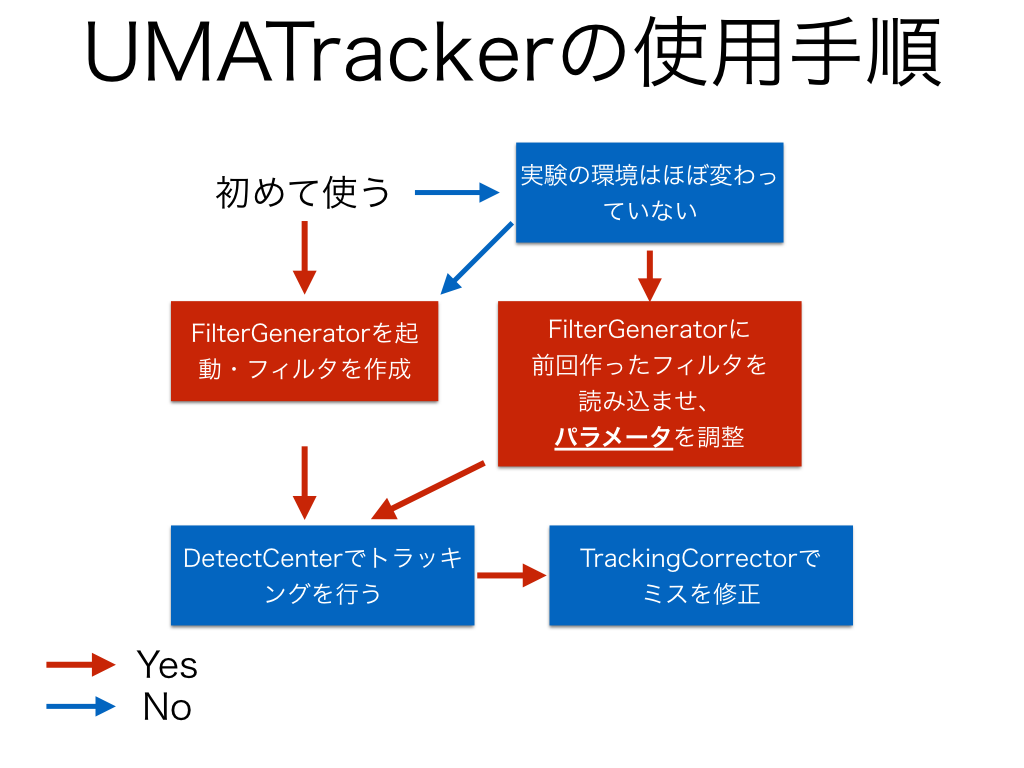 UMATrackerの使用手順
初めて使う
実験の環境はほぼ変わっ
ていない
FilterGeneratorを起
動・フィルタを作成
FilterGeneratorに
前回作ったフィルタを
読み込ませ、
パラメータを調整
DetectCenterでトラッキ
ングを行う
TrackingCorrectorで
ミスを修正
Yes
No